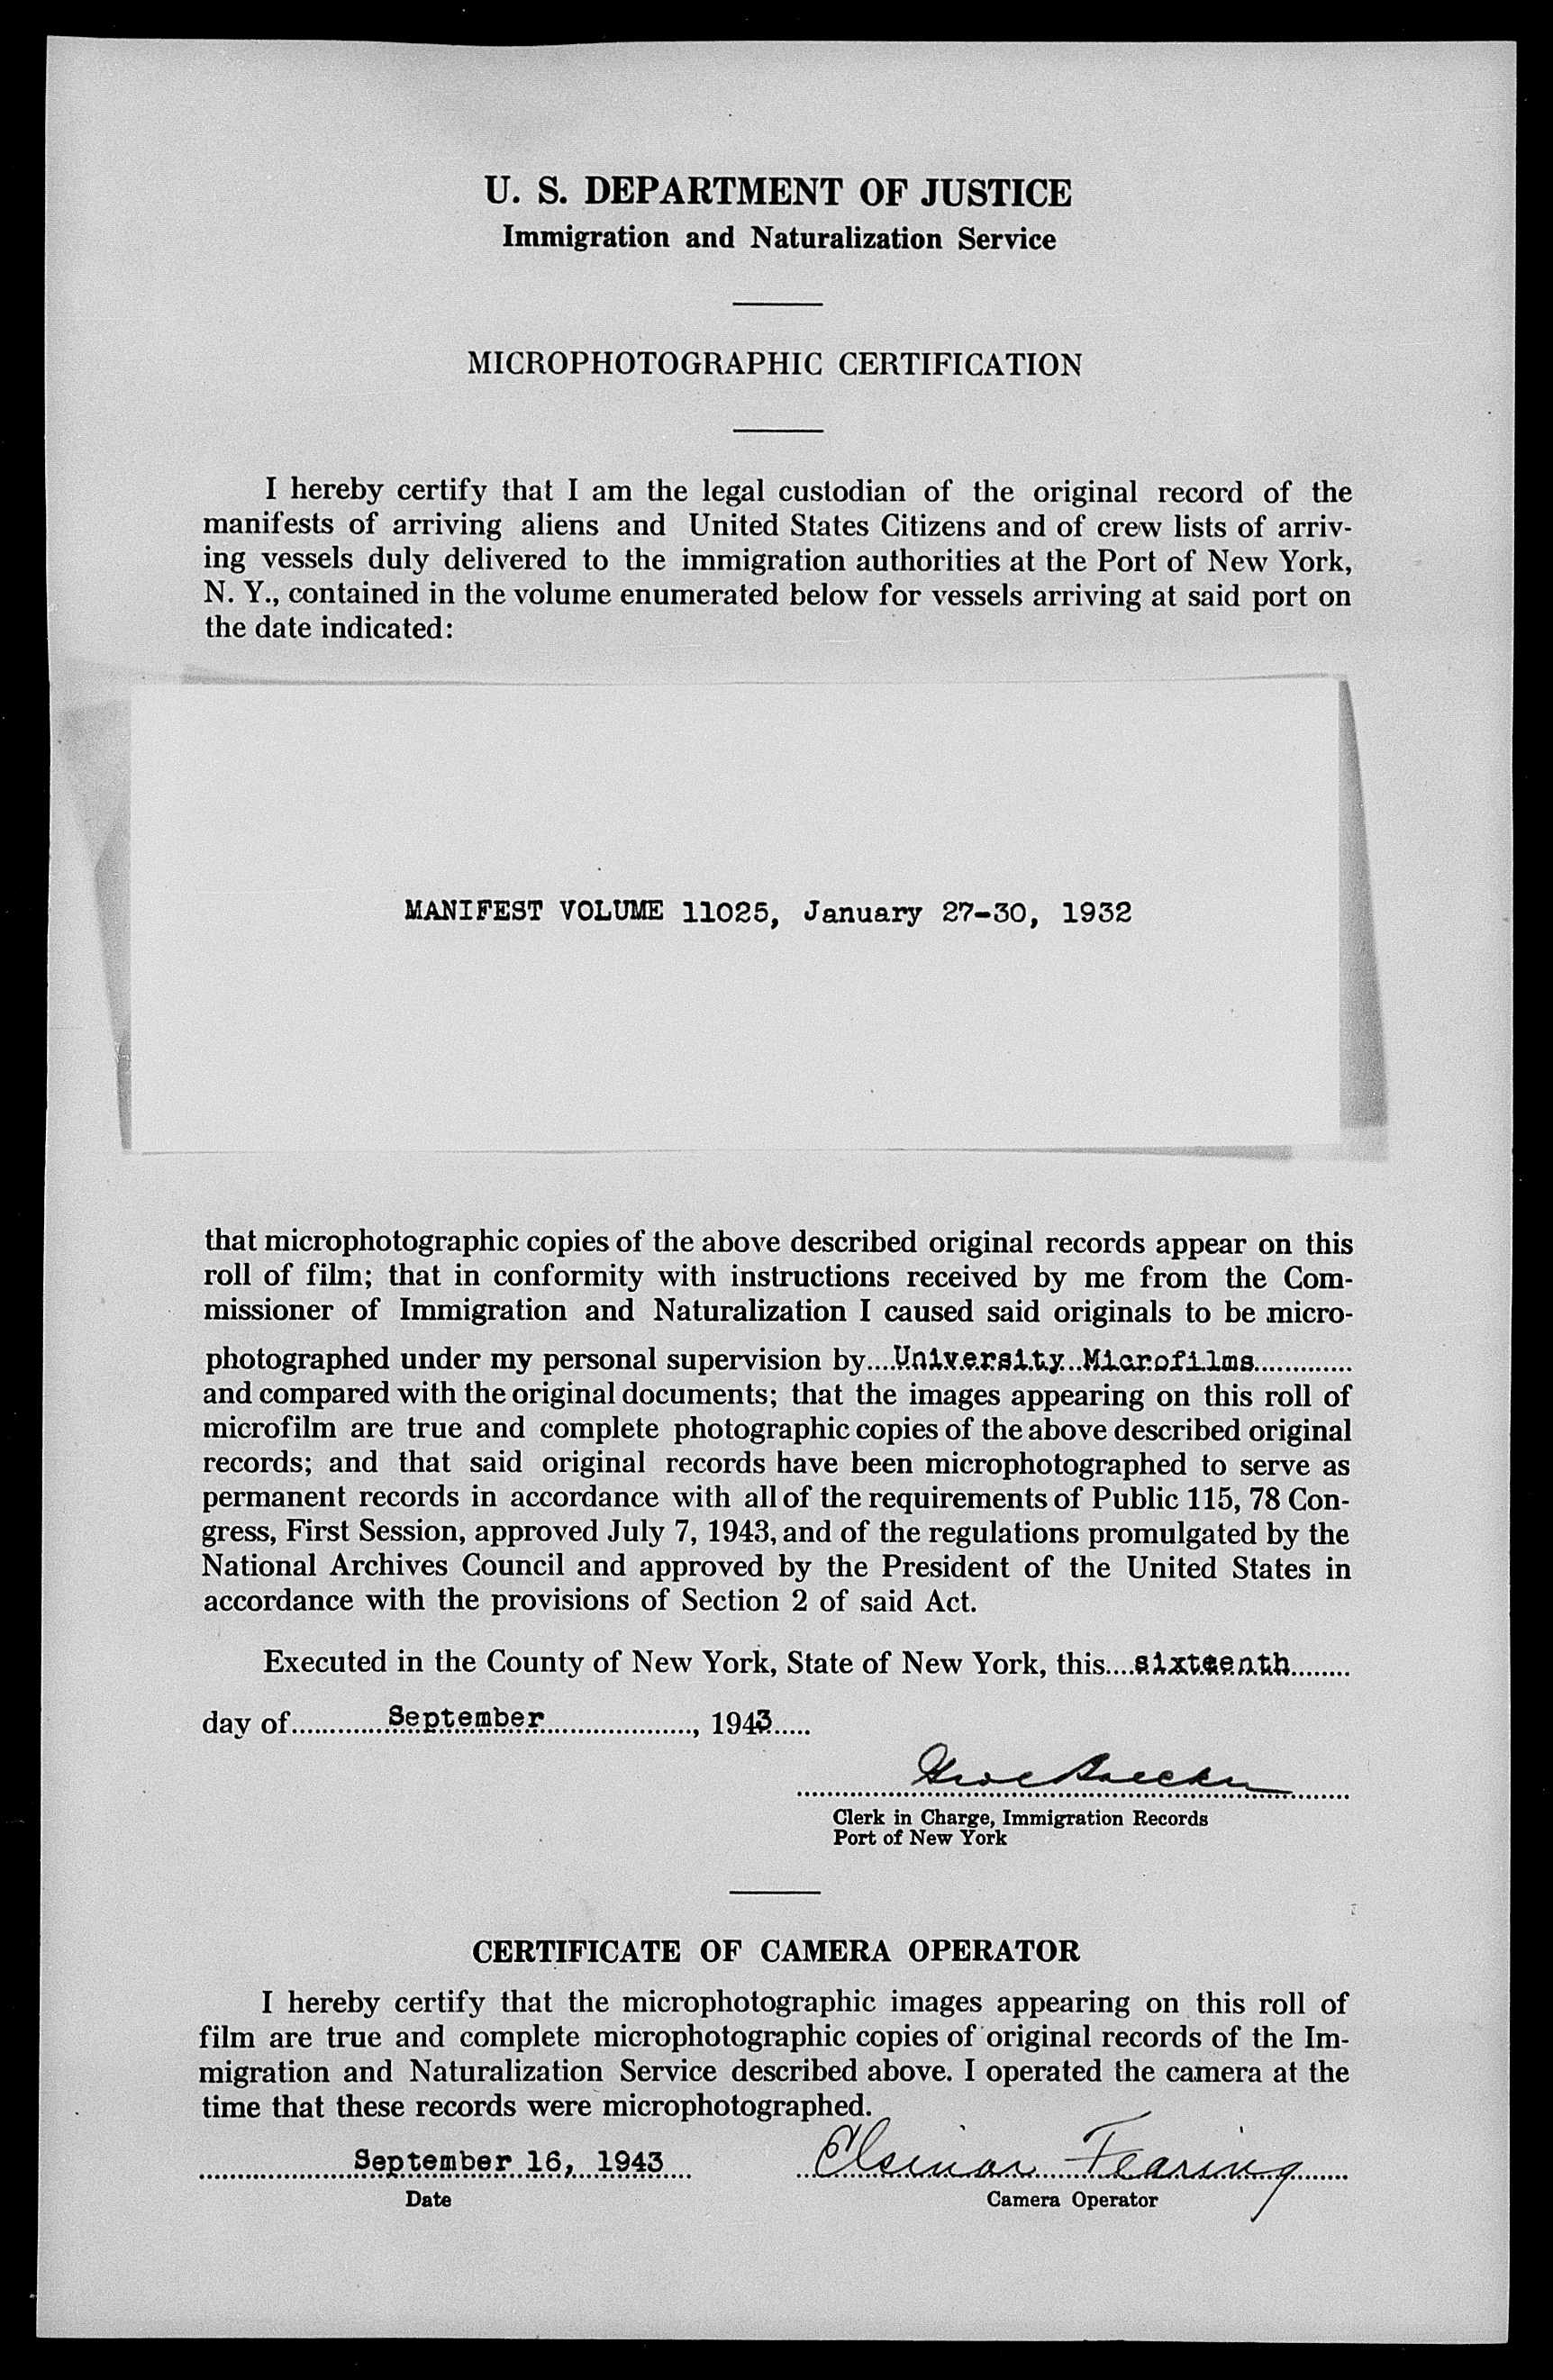 U. S. DEPARTMENT OF JUSTICE
Immigration and Naturalization Service
MICROPHOTOGRAPHIC CERTIFICATION
I hereby certify that I am the legal custodian of the original record of the
manifests of arriving aliens and United States Citizens and of crew lists of arriv-
ing vessels duly delivered to the immigration authorities at the Port of New York,
N. Y., contained in the volume enumerated below for vessels arriving at said port on
the date indicated:
MANIFEST VOLUME 11025, January 27-30, 1932
that microphotographic copies of the above described original records appear on this
roll of film; that in conformity with instructions received by me from the Com-
missioner of Immigration and Naturalization I caused said originals to be micro-
photographed under my personal supervision by....University Microfilms.............
and compared with the original documents; that the images appearing on this roll of
microfilm are true and complete photographic copies of the above described original
records; and that said original records have been microphotographed to serve as
permanent records in accordance with all of the requirements of Public 115, 78 Con-
gress, First Session, approved July 7, 1943, and of the regulations promulgated by the
National Archives Council and approved by the President of the United States in
accordance with the provisions of Section 2 of said Act.
Executed in the County of New York, State of New York, this....sixteenth........
day of............September...................., 1943.....
Clerk in Charge, Immigration Records
Port of New York
CERTIFICATE OF CAMERA OPERATOR
I hereby certify that the microphotographic images appearing on this roll of
film are true and complete microphotographic copies of original records of the Im-
migration and Naturalization Service described above. I operated the camera at the
time that these records were microphotographed.
September 16, 1943 Fearing
Date Camera Operator